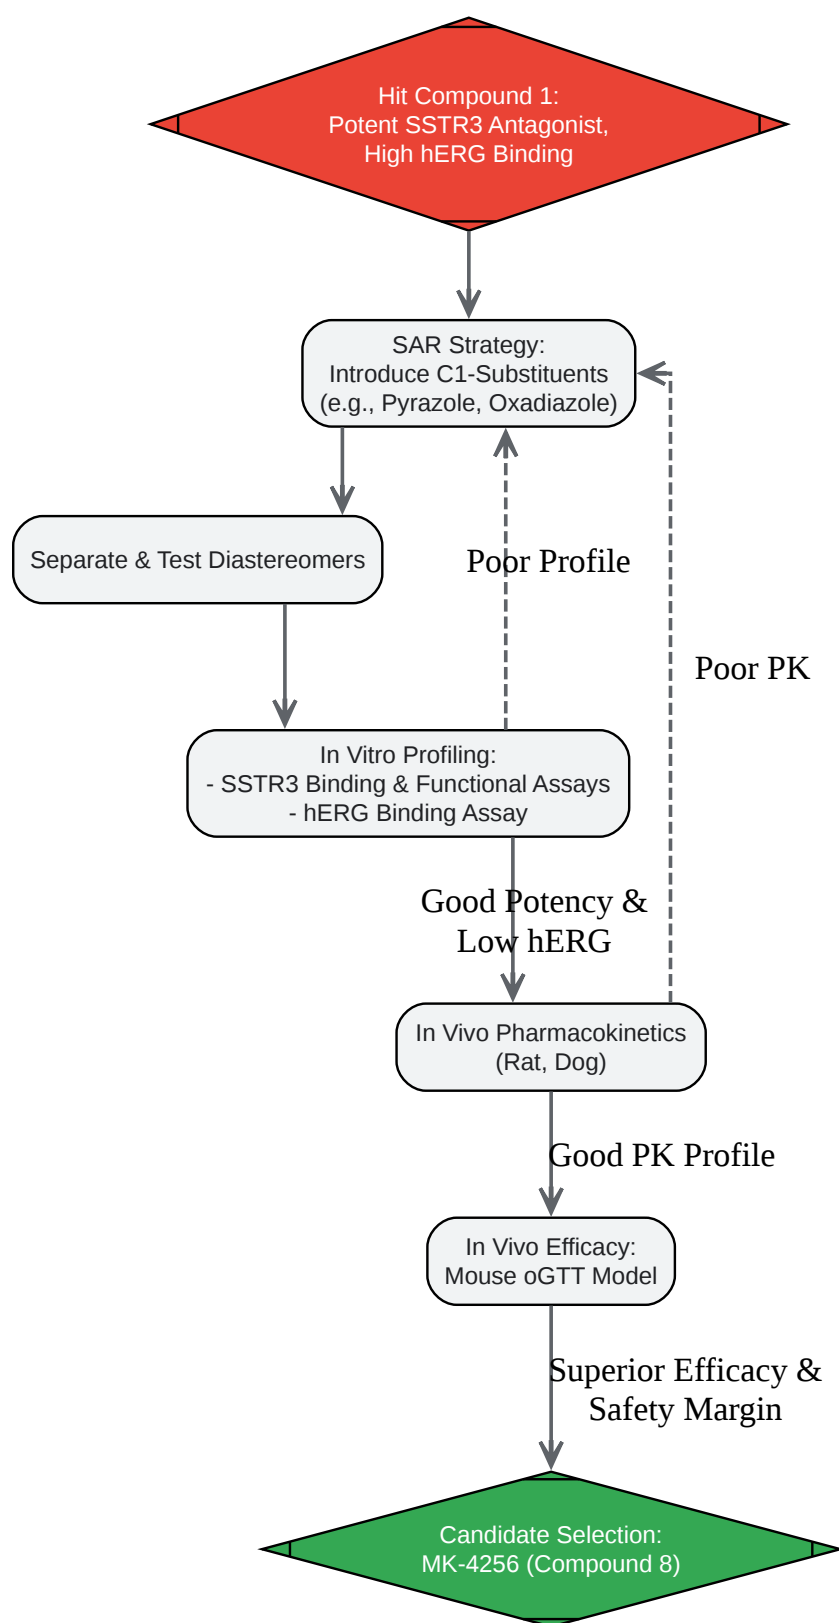 Hit Compound 1:
Potent SSTR3 Antagonist,
High hERG Binding
SAR Strategy:
Introduce C1-Substituents
(e.g., Pyrazole, Oxadiazole)
Separate & Test Diastereomers
Poor Profile
Poor PK
In Vitro Profiling:
- SSTR3 Binding & Functional Assays
- hERG Binding Assay
Good Potency &
Low hERG
In Vivo Pharmacokinetics
(Rat, Dog)
Good PK Profile
In Vivo Efficacy:
Mouse oGTT Model
Superior Efficacy &
Safety Margin
Candidate Selection:
MK-4256 (Compound 8)